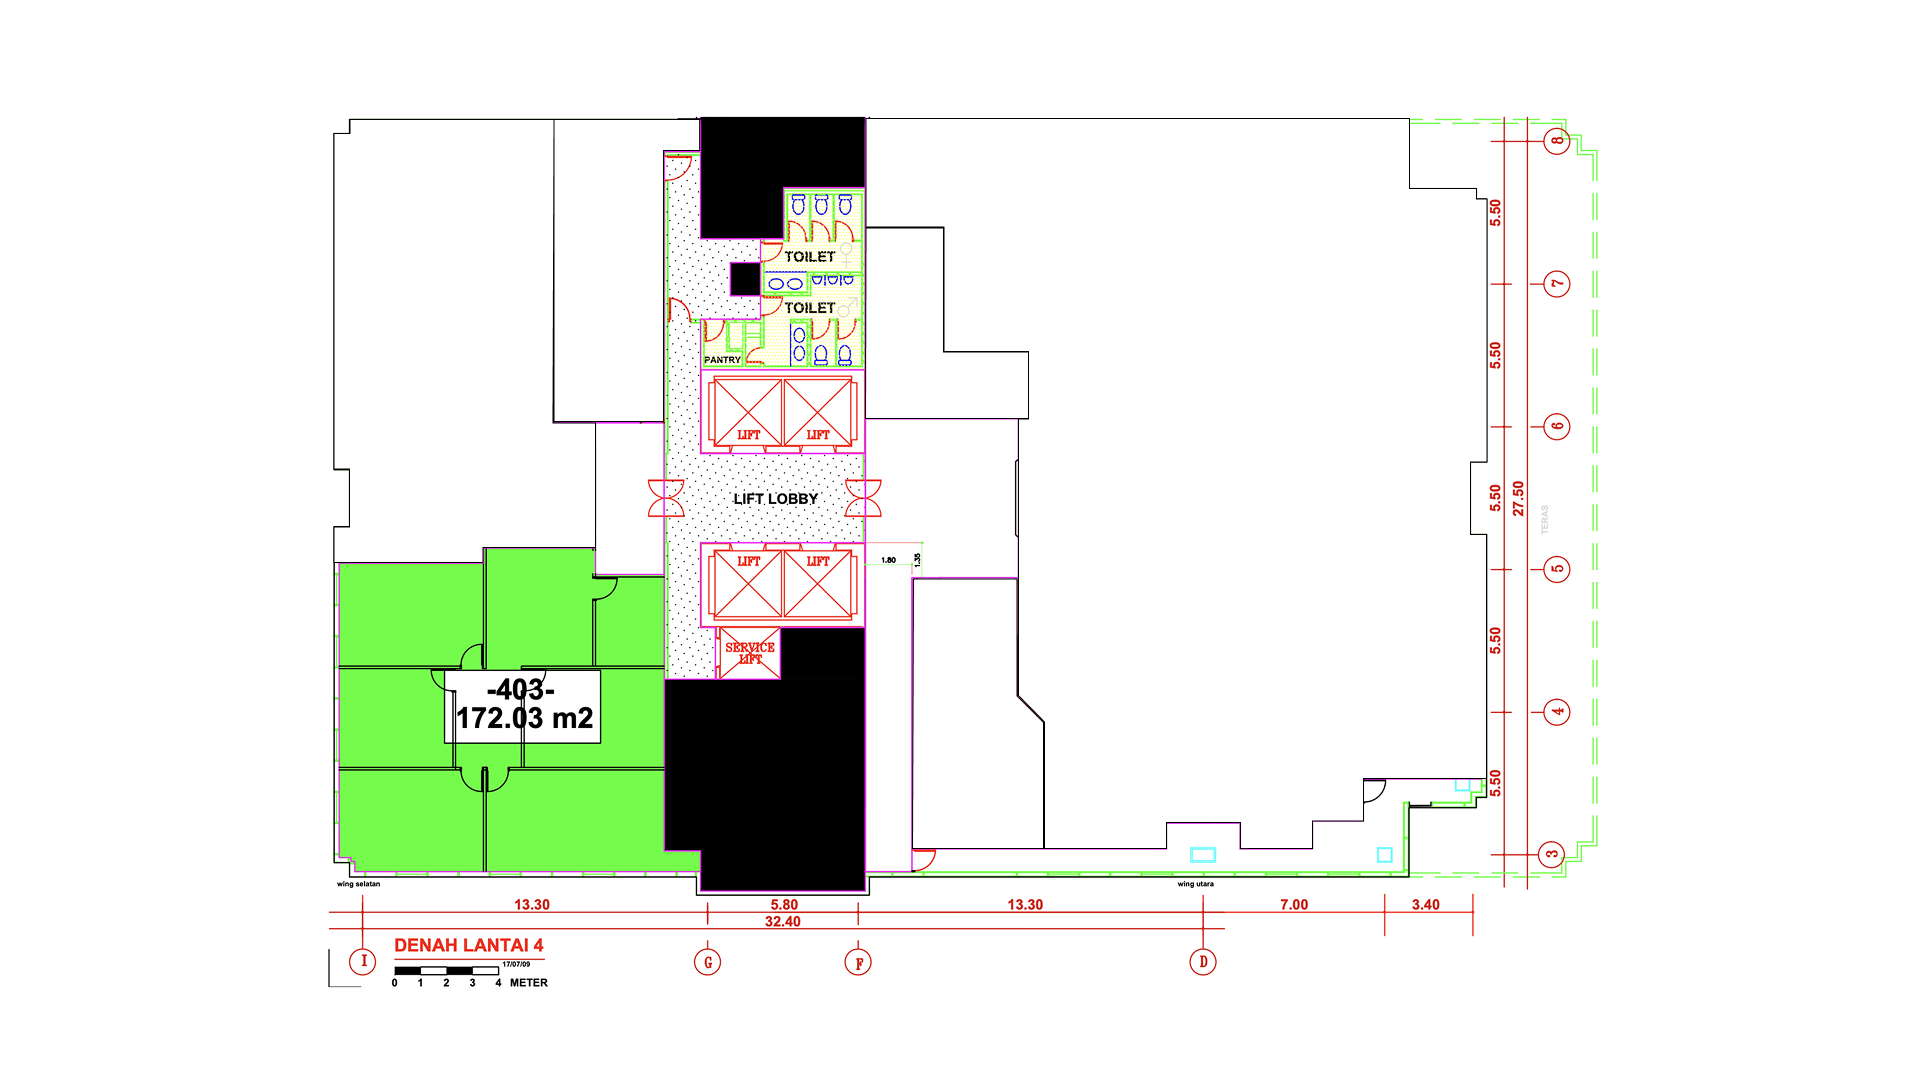 8
5.50
TOILET
7
TOILET
5.50
PANTRY
6
LIFT LIFT
5.50
27.50
TERAS
LIFT LOBBY
LIFT LIFT
1.80
1.35
5
5.50
SERVICE
LIFT
-403-
172.03 m2
4
5.50
3
wing selatan
wing utara
13.30 5.80 13.30 7.00 3.40
32.40
DENAH LANTAI 4
17/07/09
I G F D
0 1 2 3 4 METER